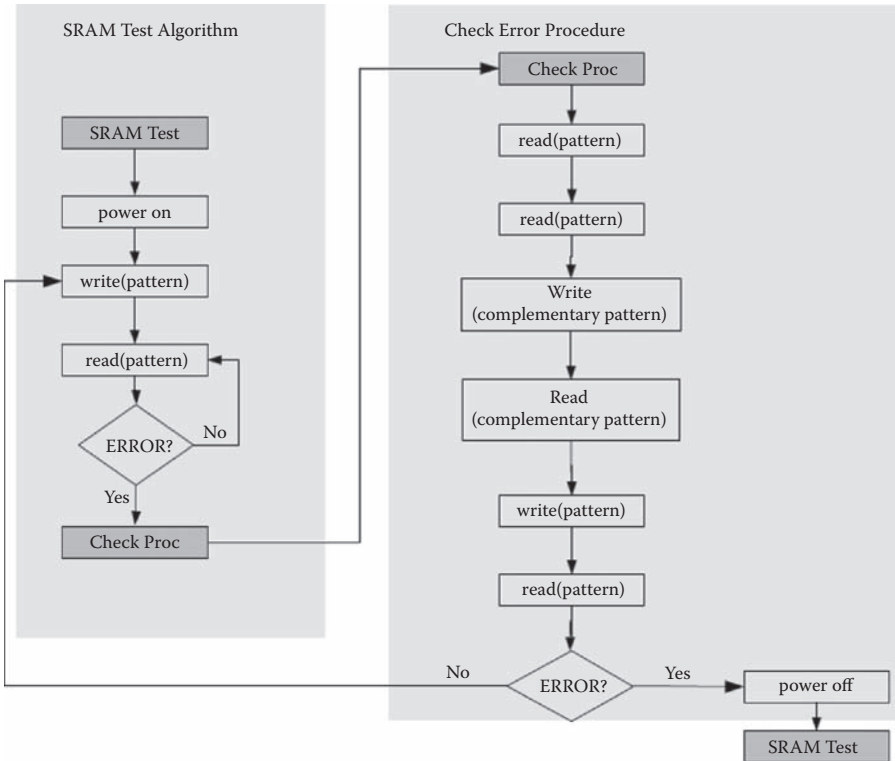 SRAM Test Algorithm
SRAM Test
power on
write(pattern)
read(pattern)
ERROR?
No
Yes
Check Proc
Check Error Procedure
Check Proc
read(pattern)
read(pattern)
Write
(complementary pattern)
Read
(complementary pattern)
write(pattern)
read(pattern)
ERROR?
No
Yes
power off
SRAM Test